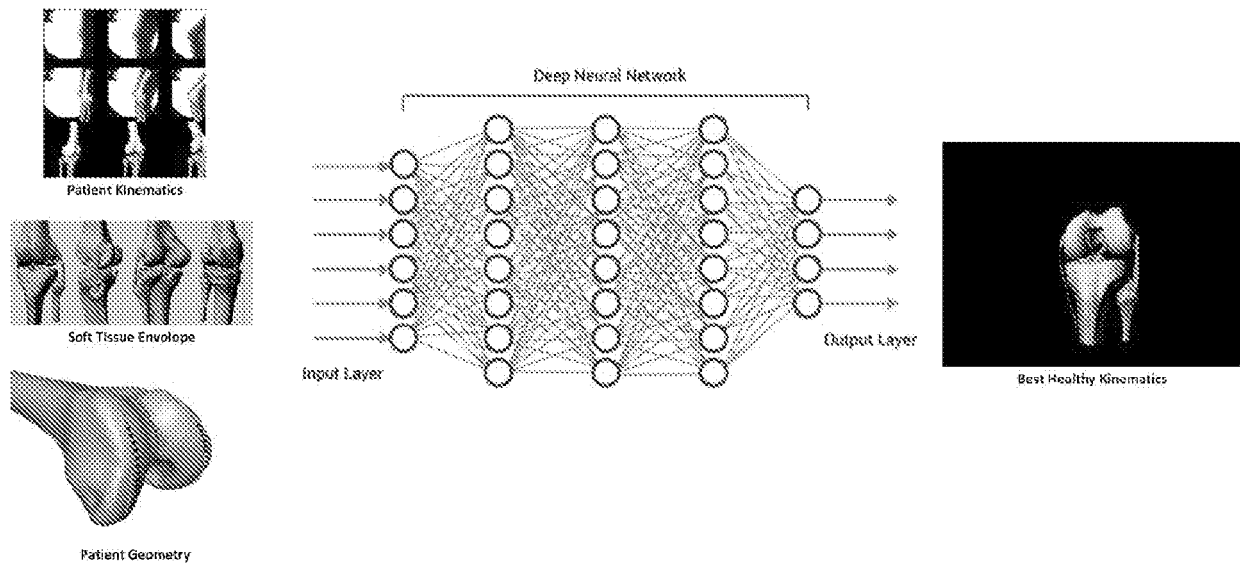 Deep Neural Network
Patient Kinematics
Soft Tissue Envelope
Input Layer
Output Layer
Best Healthy Kinematics
Patient Geometry